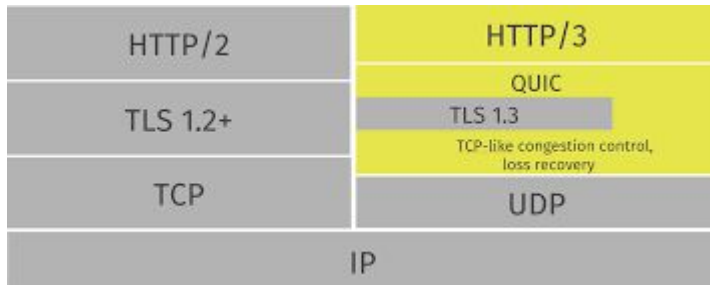 HTTP/2
TLS 1.2+
TCP
HTTP/3
QUIC
TLS 1.3
TCP-like congestion control,
loss recovery
UDP
IP